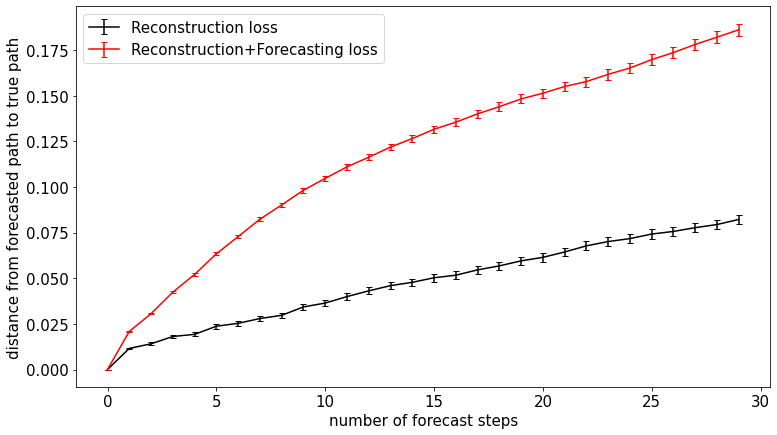 Reconstruction loss
Reconstruction+Forecasting loss
distance from forecasted path to true path
0.175
0.150
0.125
0.100
0.075
0.050
0.025
0.000
0 5 10 15 20 25 30
number of forecast steps